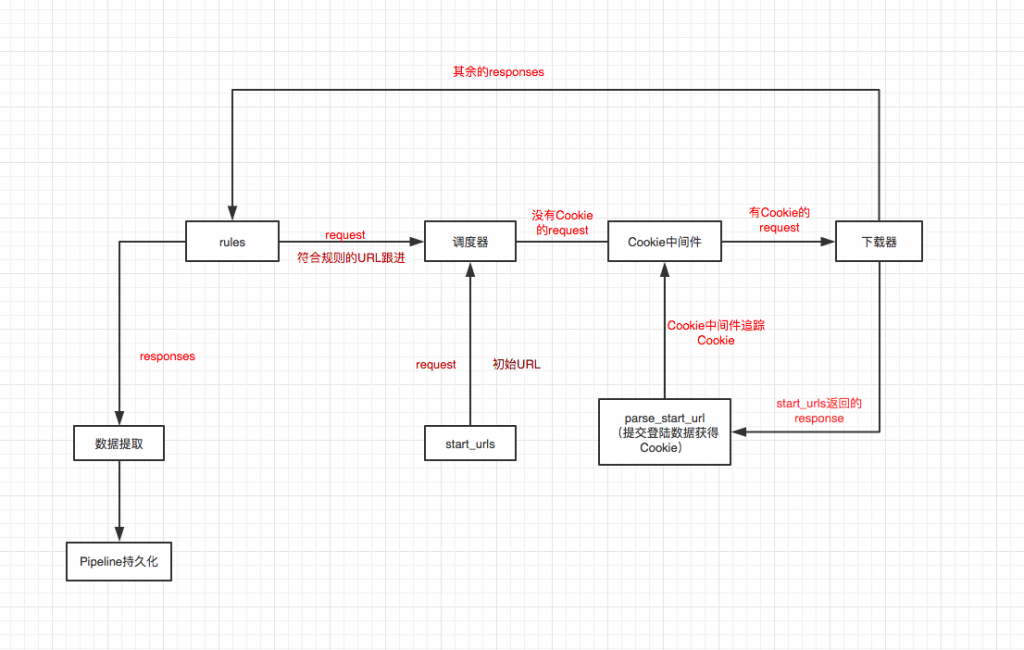 其余的responses
没有Cookie
的request
有Cookie的
request
rules
request
符合规则的URL跟进
调度器
Cookie中间件
下载器
Cookie中间件追踪
Cookie
responses
request
初始URL
start_urls返回的
response
数据提取
start_urls
parse_start_url
（提交登陆数据获得
Cookie）
Pipeline持久化